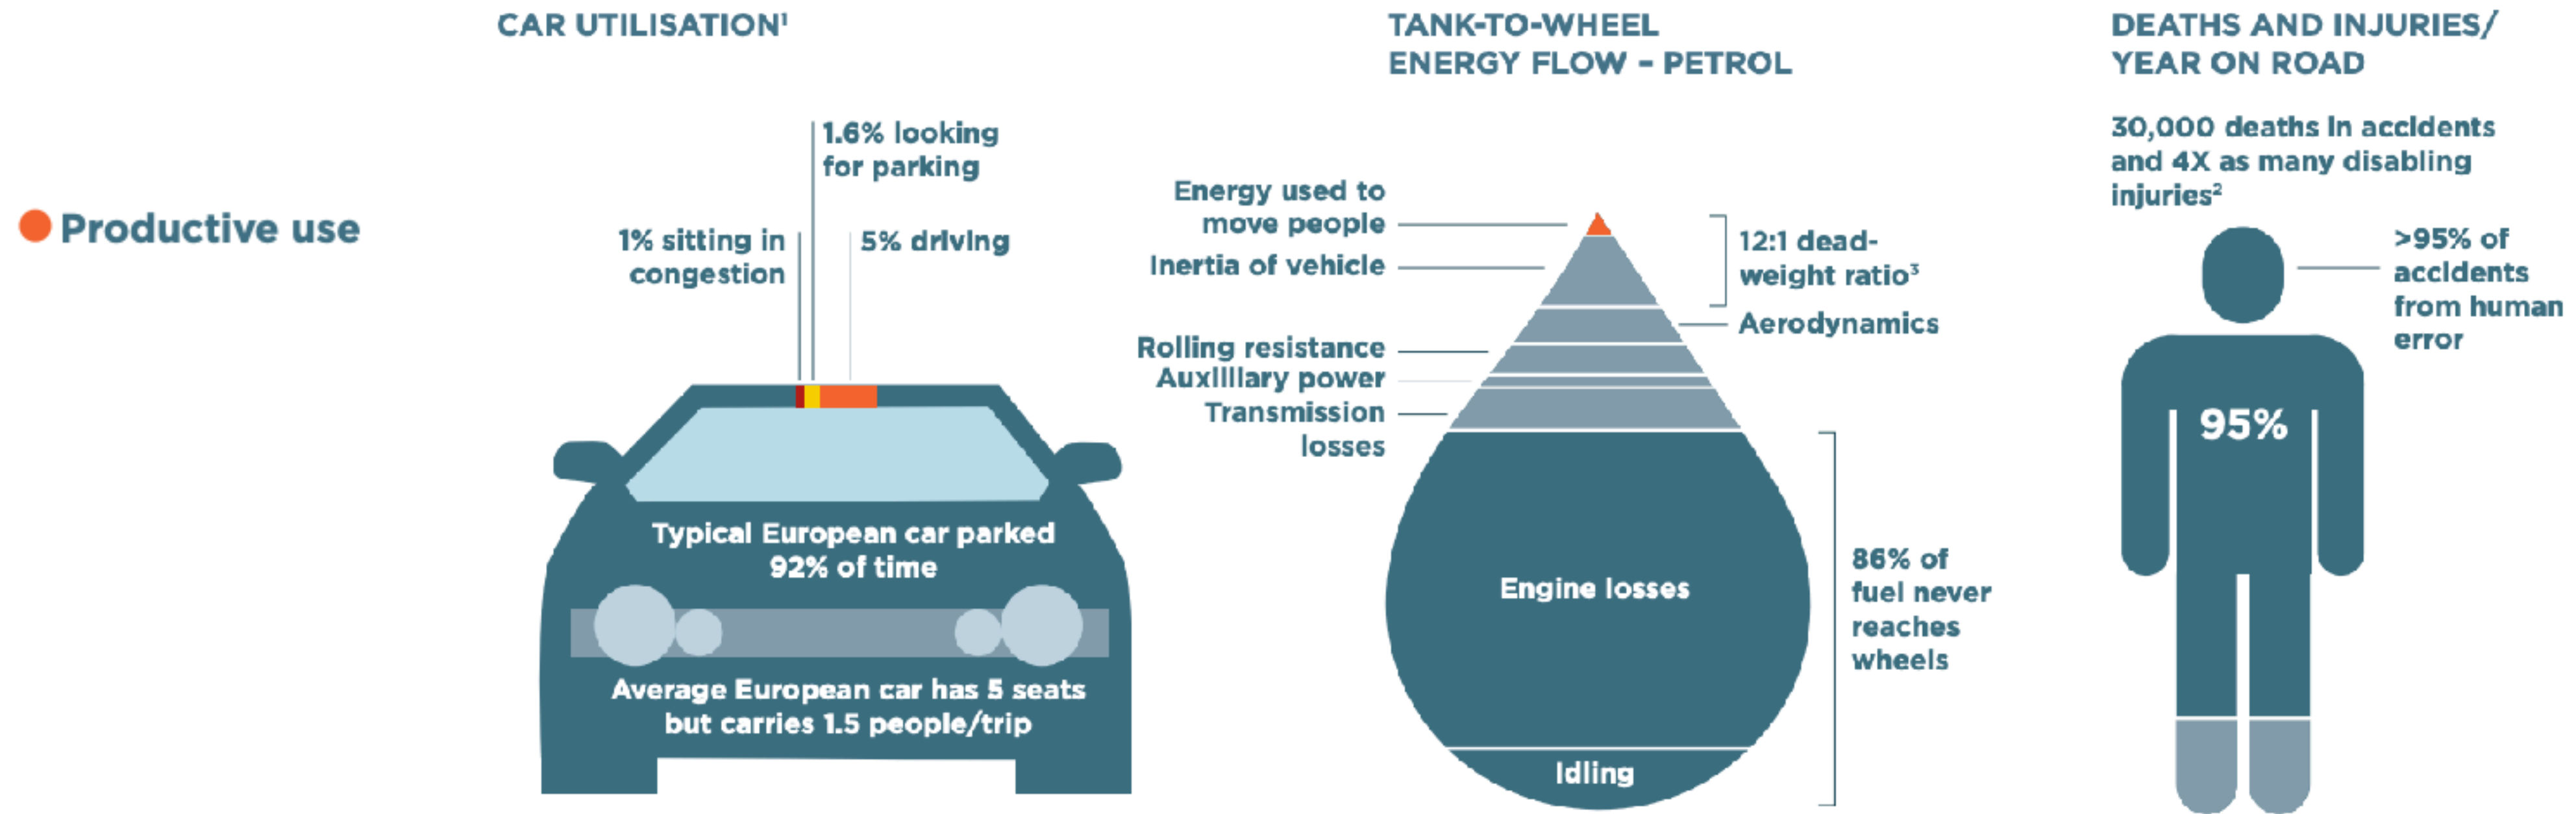 CAR UTILISATION¹
TANK-TO-WHEEL
ENERGY FLOW – PETROL
DEATHS AND INJURIES/
YEAR ON ROAD
Productive use
1.6% looking
for parking
1% sitting in
congestion
5% driving
Typical European car parked
92% of time
Average European car has 5 seats
but carries 1.5 people/trip
Energy used to
move people
Inertia of vehicle
Rolling resistance
Auxilliary power
Transmission
losses
12:1 dead-
weight ratio³
Aerodynamics
Engine losses
86% of
fuel never
reaches
wheels
Idling
30,000 deaths in accidents
and 4X as many disabling
injuries²
>95% of
accidents
from human
error
95%